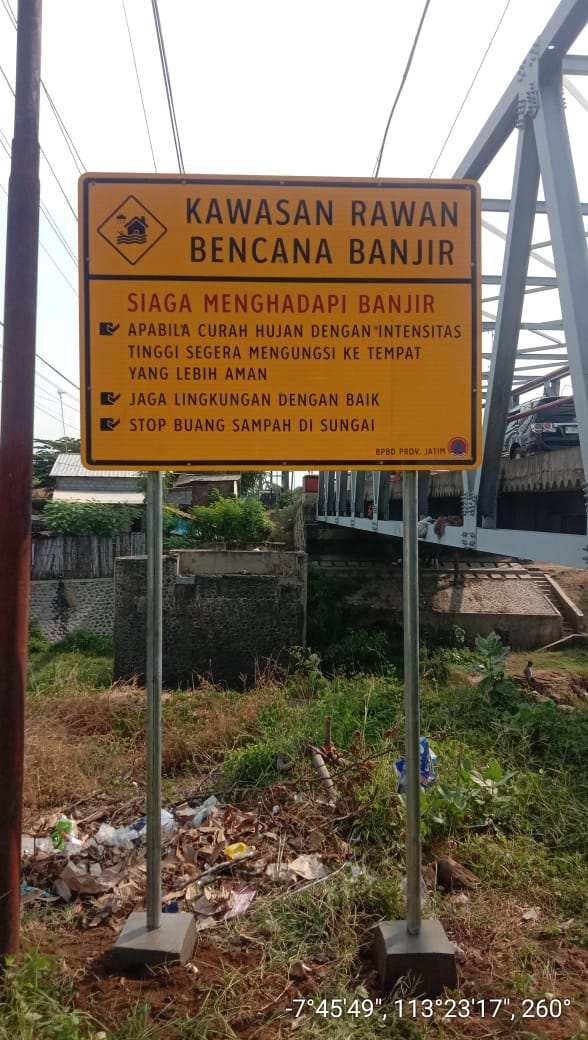 KAWASAN RAWAN
BENCANA BANJIR
SIAGA MENGHADAPI BANJIR
APABILA CURAH HUJAN DENGAN INTENSITAS
TINGGI SEGERA MENGUNGSI KE TEMPAT
YANG LEBIH AMAN
JAGA LINGKUNGAN DENGAN BAIK
STOP BUANG SAMPAH DI SUNGAI
BPBD PROV. JATIM
-7°45'49", 113°23'17", 260°